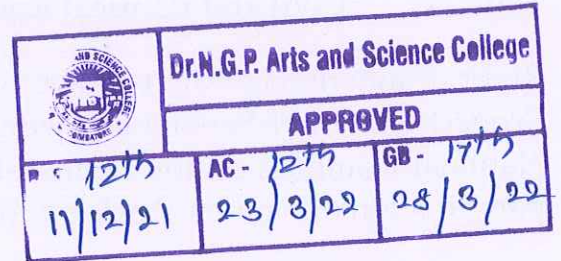 Dr.N.G.P. Arts and Science College
APPROVED
12th
11/12/21
AC - 12th
23/3/22
GB - 17th
28/3/22
COIMBATORE